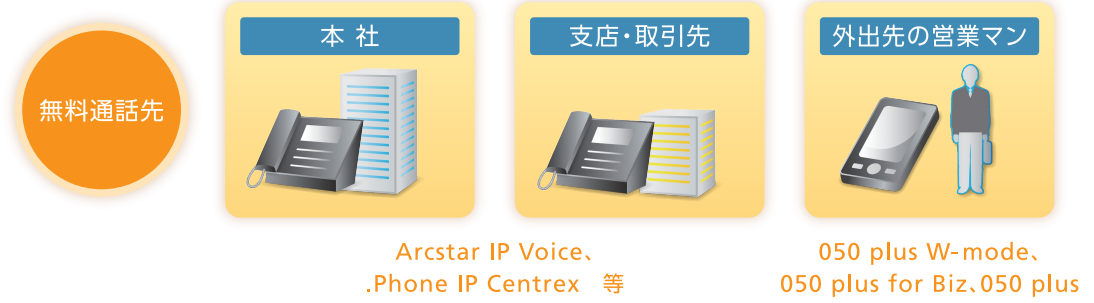 無料通話先
本 社
支店・取引先
外出先の営業マン
Arcstar IP Voice、
.Phone IP Centrex　等
050 plus W-mode、
050 plus for Biz、050 plus